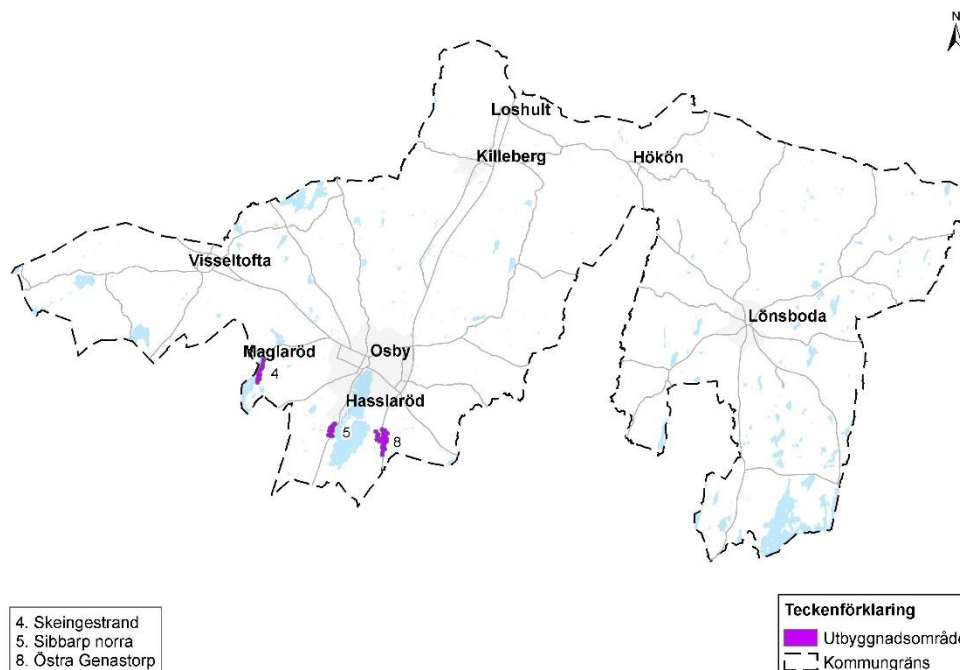 N
Loshult
Killeberg
Hökön
Visseltofta
Lönsboda
Maglaröd
Osby
4
Hasslaröd
5
8
4. Skeingestrand
5. Sibbarp norra
8. Östra Genastorp
Teckenförklaring
Utbyggnadsområde
Kommungräns